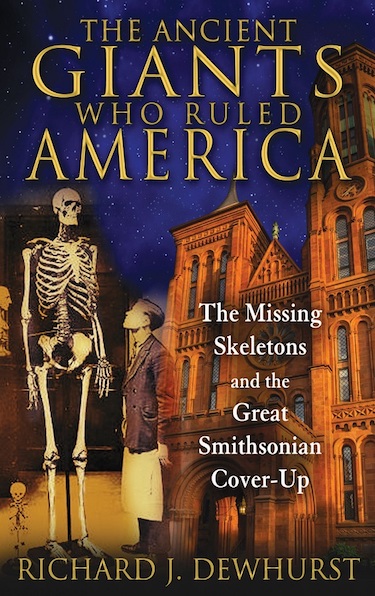 THE ANCIENT
GIANTS
WHO RULED
AMERICA
The Missing
Skeletons
and the
Great
Smithsonian
Cover-Up
RICHARD J. DEWHURST